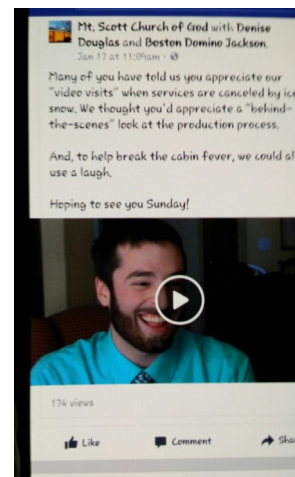 Mt. Scott Church of God with Denise
Douglas and Boston Domino Jackson.
Jan 17 at 11:09am ·
Many of you have told us you appreciate our
"video visits" when services are canceled by ice
snow. We thought you'd appreciate a "behind-
the-scenes" look at the production process.
And, to help break the cabin fever, we could al
use a laugh.
Hoping to see you Sunday!
174 views
Like
Comment
Sha